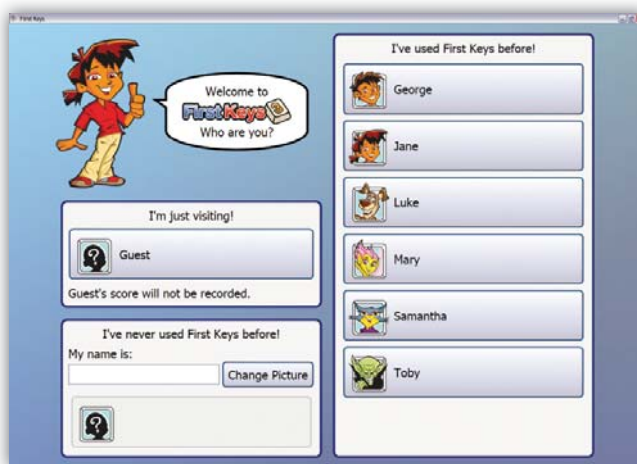 First Keys
Welcome to
FirstKeys
Who are you?
I'm just visiting!
Guest
Guest's score will not be recorded.
I've never used First Keys before!
My name is:
Change Picture
I've used First Keys before!
George
Jane
Luke
Mary
Samantha
Toby